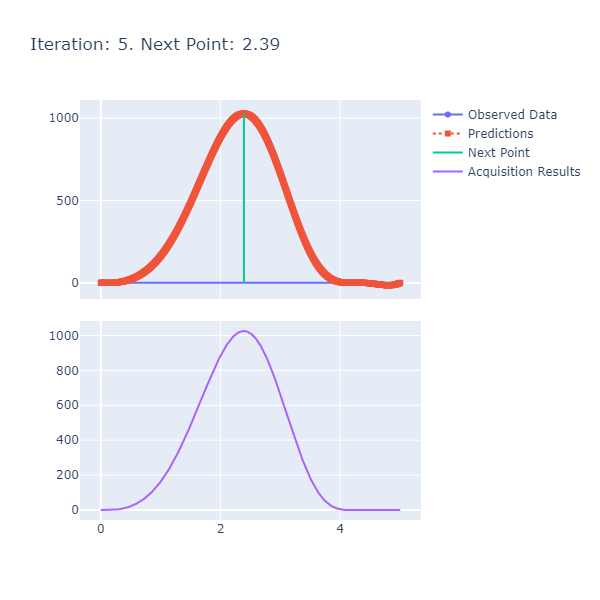 Iteration: 5. Next Point: 2.39
1000
500
0
Observed Data
Predictions
Next Point
Acquisition Results
1000
800
600
400
200
0
0 2 4